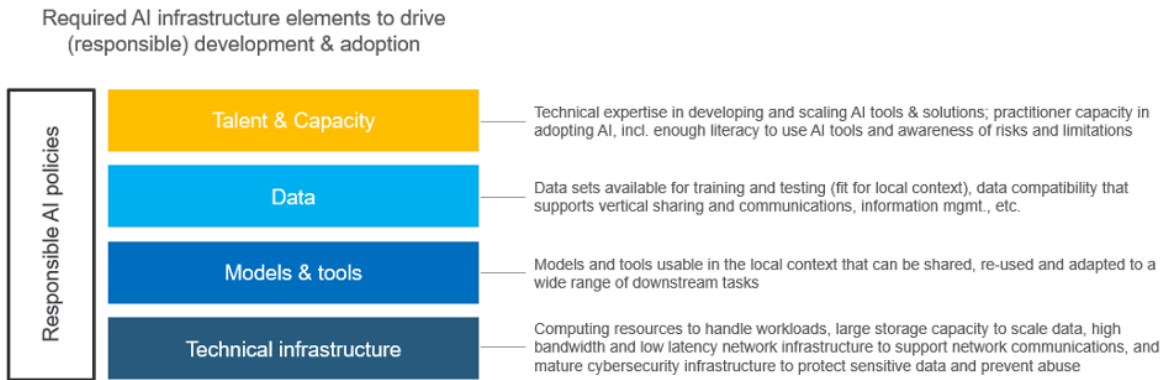 Required AI infrastructure elements to drive
(responsible) development & adoption
Responsible AI policies
Talent & Capacity
Technical expertise in developing and scaling AI tools & solutions; practitioner capacity in
adopting AI, incl. enough literacy to use AI tools and awareness of risks and limitations
Data
Data sets available for training and testing (fit for local context), data compatibility that
supports vertical sharing and communications, information mgmt., etc.
Models & tools
Models and tools usable in the local context that can be shared, re-used and adapted to a
wide range of downstream tasks
Technical infrastructure
Computing resources to handle workloads, large storage capacity to scale data, high
bandwidth and low latency network infrastructure to support network communications, and
mature cybersecurity infrastructure to protect sensitive data and prevent abuse